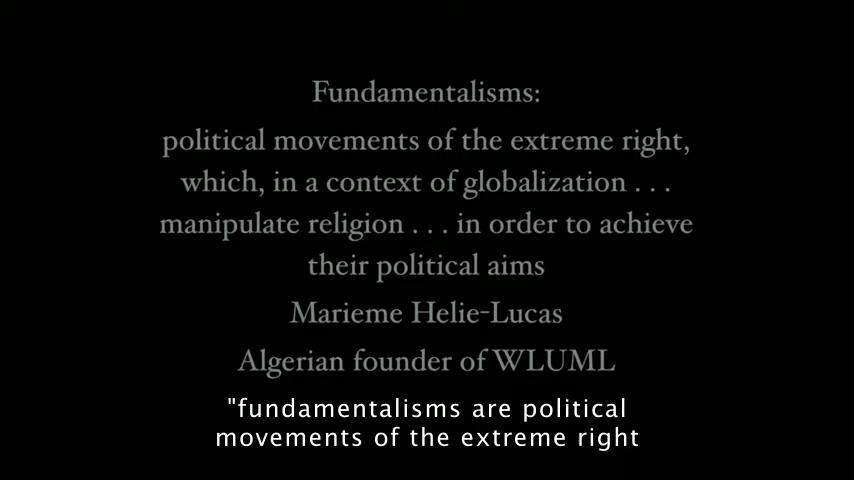 Fundamentalisms:
political movements of the extreme right,
which, in a context of globalization . . .
manipulate religion . . . in order to achieve
their political aims
Marieme Helie-Lucas
Algerian founder of WLUML
"fundamentalisms are political
movements of the extreme right